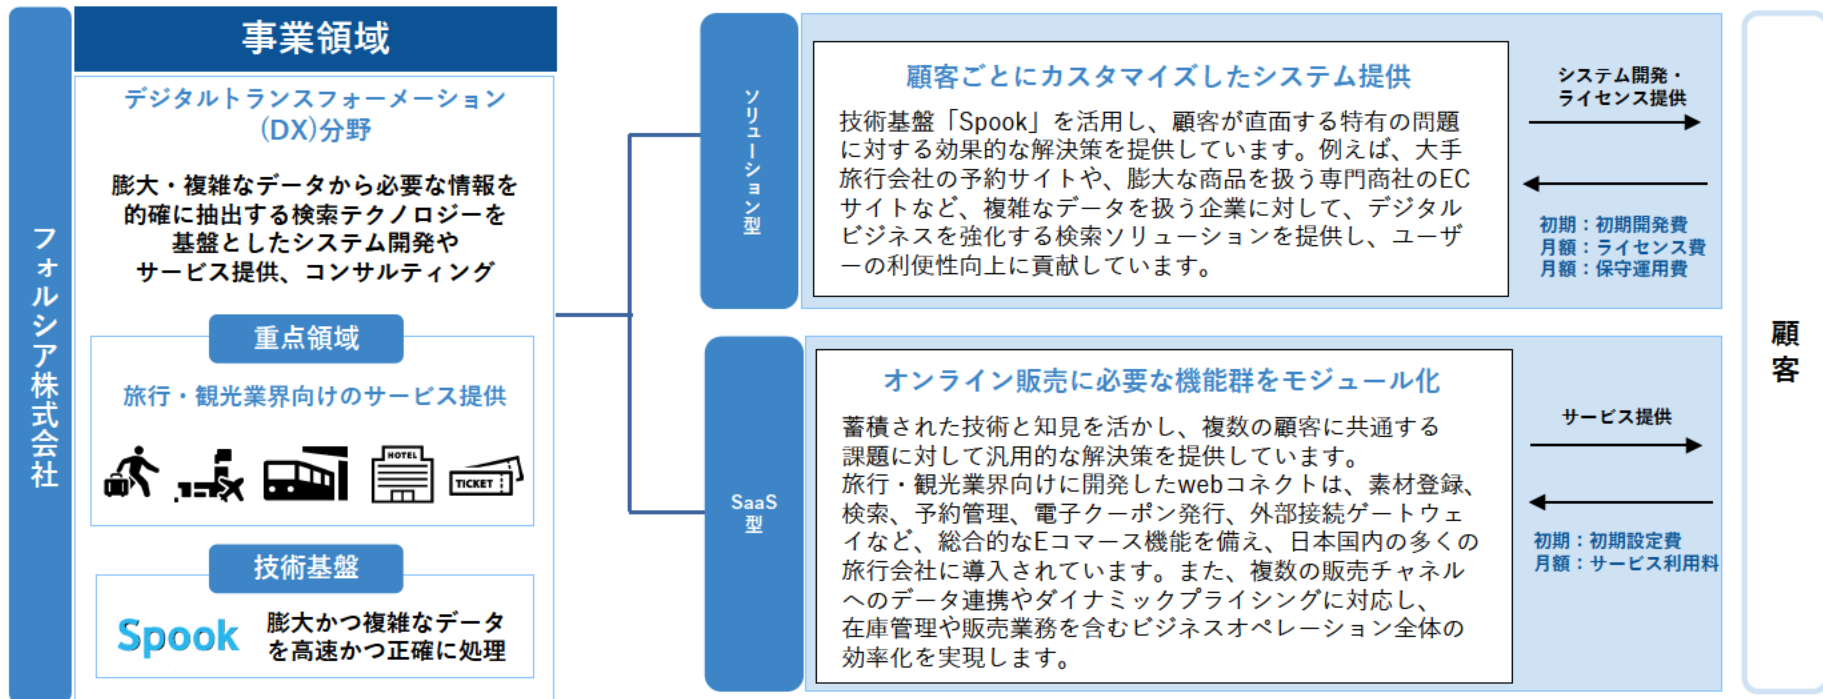 フォルシア株式会社
事業領域
デジタルトランスフォーメーション
(DX)分野
膨大・複雑なデータから必要な情報を
的確に抽出する検索テクノロジーを
基盤としたシステム開発や
サービス提供、コンサルティング
重点領域
旅行・観光業界向けのサービス提供
HOTEL
TICKET
技術基盤
Spook
膨大かつ複雑なデータ
を高速かつ正確に処理
ソリューション型
顧客ごとにカスタマイズしたシステム提供
技術基盤「Spook」を活用し、顧客が直面する特有の問題
に対する効果的な解決策を提供しています。例えば、大手
旅行会社の予約サイトや、膨大な商品を扱う専門商社のEC
サイトなど、複雑なデータを扱う企業に対して、デジタル
ビジネスを強化する検索ソリューションを提供し、ユーザ
ーの利便性向上に貢献しています。
システム開発・
ライセンス提供
初期：初期開発費
月額：ライセンス費
月額：保守運用費
SaaS
型
オンライン販売に必要な機能群をモジュール化
蓄積された技術と知見を活かし、複数の顧客に共通する
課題に対して汎用的な解決策を提供しています。
旅行・観光業界向けに開発したwebコネクトは、素材登録、
検索、予約管理、電子クーポン発行、外部接続ゲートウェ
イなど、総合的なEコマース機能を備え、日本国内の多くの
旅行会社に導入されています。また、複数の販売チャネル
へのデータ連携やダイナミックプライシングに対応し、
在庫管理や販売業務を含むビジネスオペレーション全体の
効率化を実現します。
サービス提供
初期：初期設定費
月額：サービス利用料
顧客